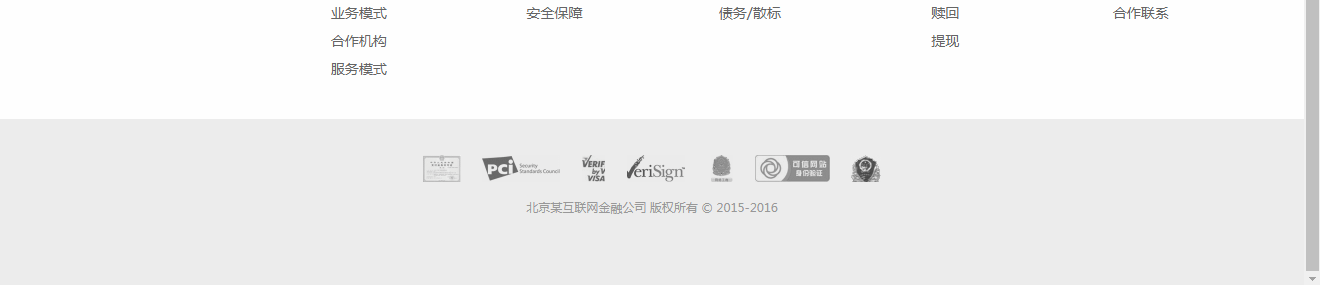 业务模式 安全保障 债务/散标 赎回 合作联系
合作机构 提现
服务模式
PCI Security Standards Council
VERIF by V VISA
VeriSign
可信网站
身份验证
北京某互联网金融公司 版权所有 © 2015-2016